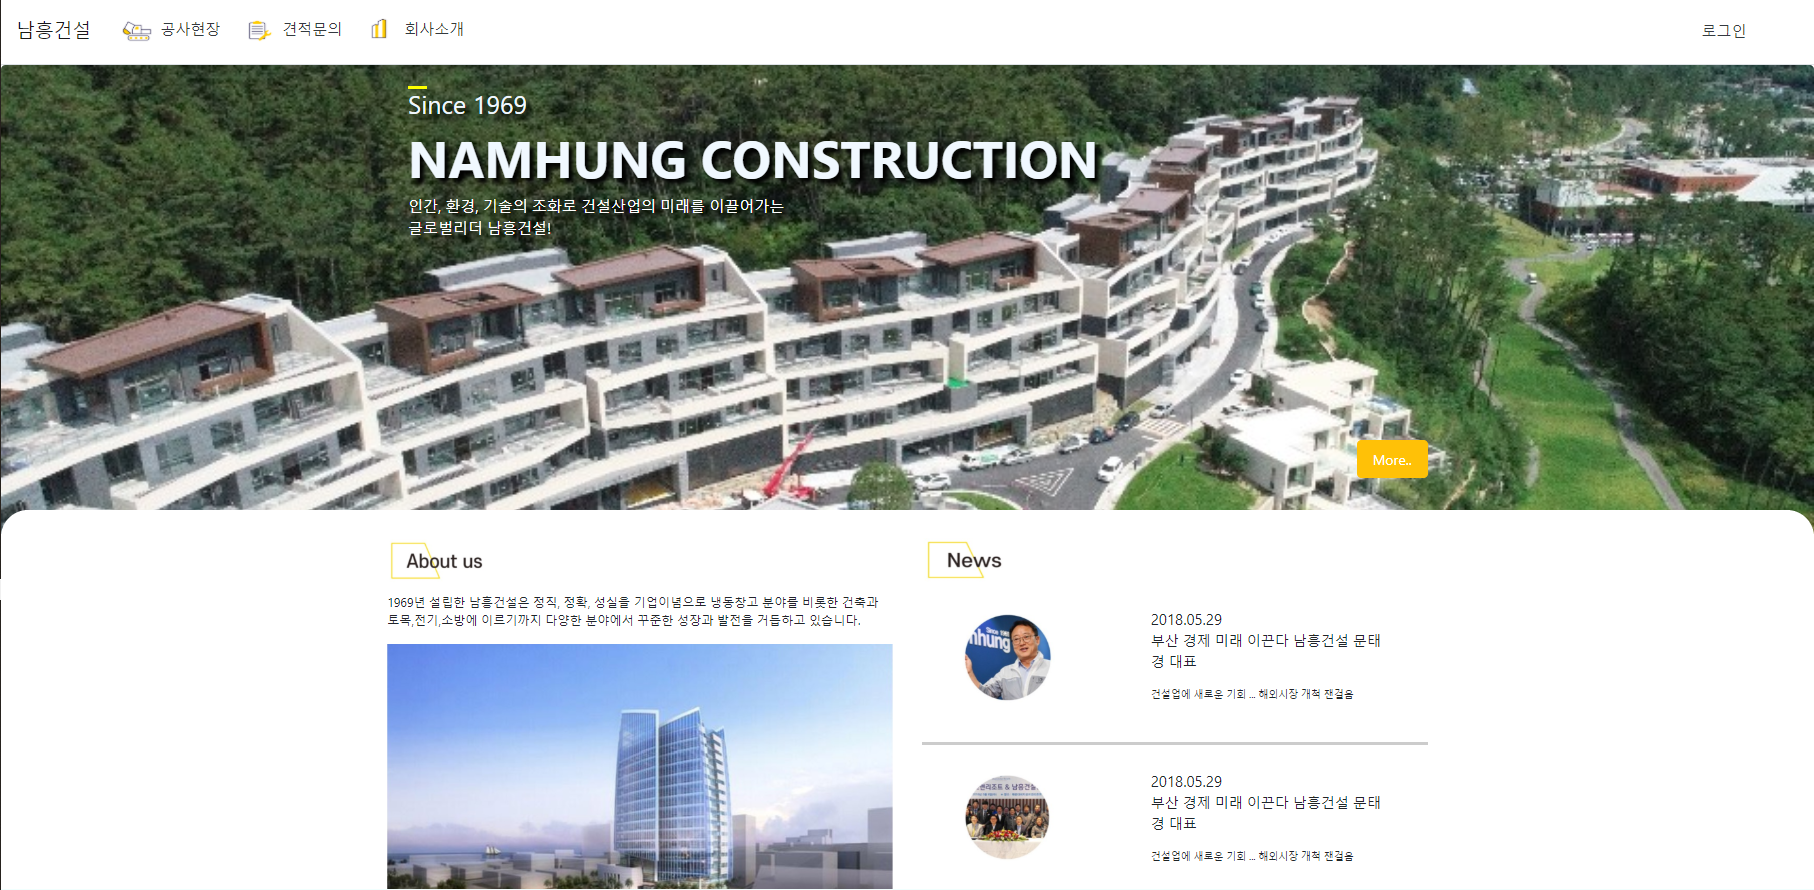 남흥건설
공사현장
견적문의
회사소개
로그인
Since 1969
NAMHUNG CONSTRUCTION
인간, 환경, 기술의 조화로 건설산업의 미래를 이끌어가는
글로벌리더 남흥건설!
More..
About us
1969년 설립한 남흥건설은 정직, 정확, 성실을 기업이념으로 냉동창고 분야를 비롯한 건축과
토목,전기,소방에 이르기까지 다양한 분야에서 꾸준한 성장과 발전을 거듭하고 있습니다.
News
Since 196
mhung
2018.05.29
부산 경제 미래 이끈다 남흥건설 문태
경 대표
건설업에 새로운 기회 ... 해외시장 개척 잰걸음
리조트 & 남흥건설
2018.05.29
부산 경제 미래 이끈다 남흥건설 문태
경 대표
건설업에 새로운 기회 ... 해외시장 개척 잰걸음